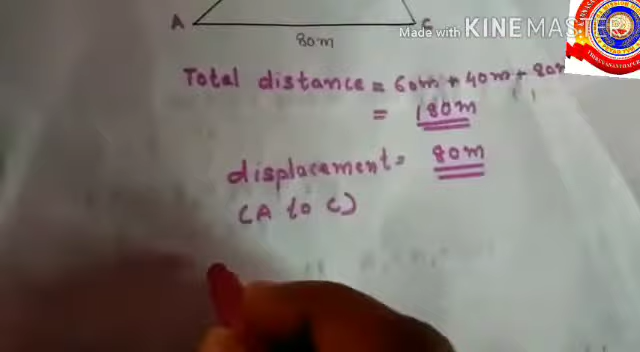 A
C
Made with KINEMASTER
80m
Total distance = 60m + 40m + 80m
= 180m
displacement = 80m
(A to C)